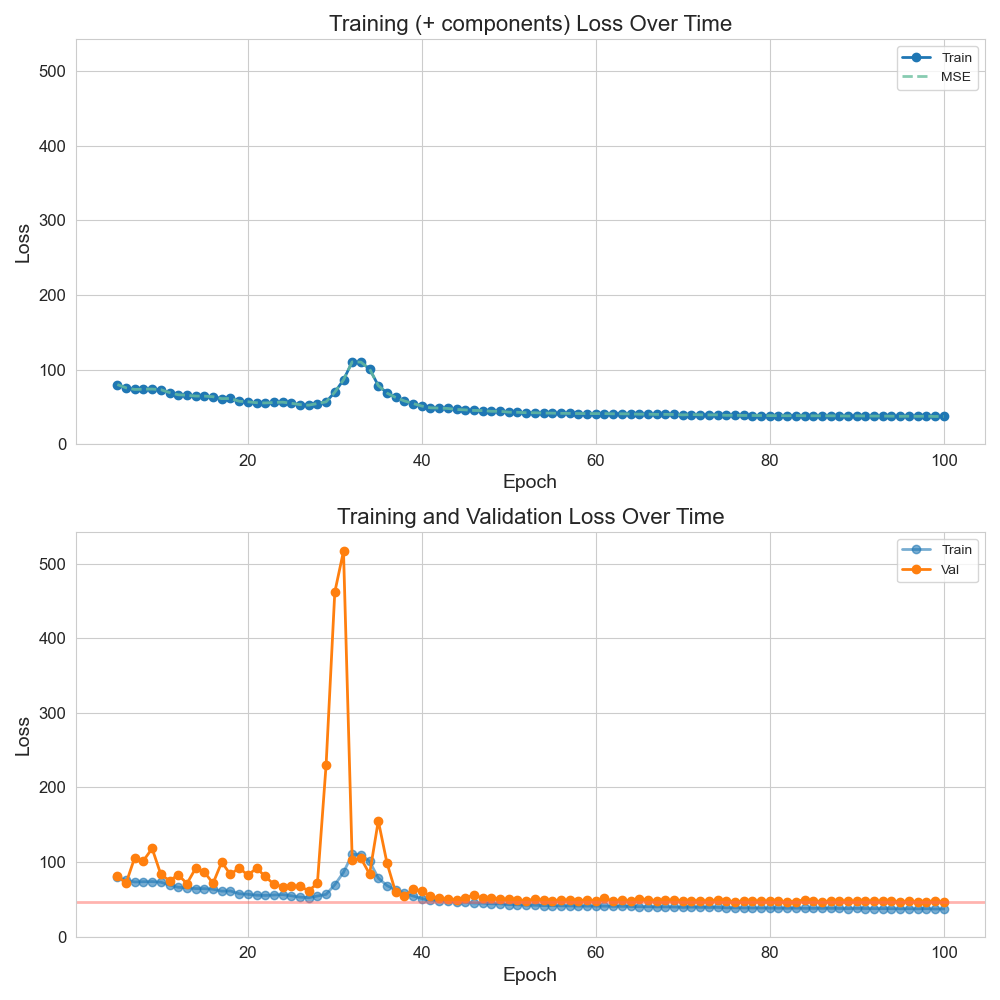 Training (+ components) Loss Over Time
Train
MSE
500
400
300
200
100
0
Loss
20 40 60 80 100
Epoch
Training and Validation Loss Over Time
Train
Val
500
400
300
200
100
0
Loss
20 40 60 80 100
Epoch